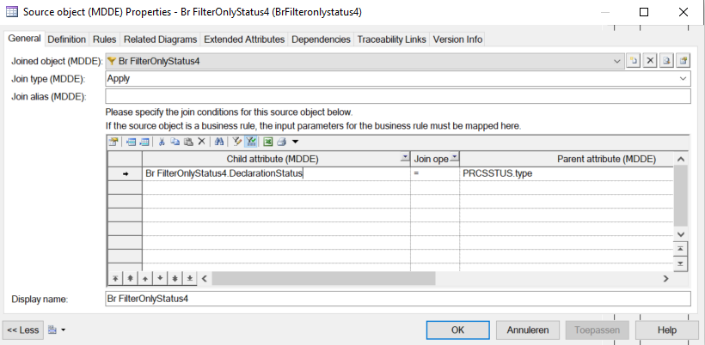 Source object (MDDE) Properties - Br FilterOnlyStatus4 (BrFilteronlystatus4)
General Definition Rules Related Diagrams Extended Attributes Dependencies Traceability Links Version Info
Joined object (MDDE): Br FilterOnlyStatus4
Join type (MDDE): Apply
Join alias (MDDE):
Please specify the join conditions for this source object below.
If the source object is a business rule, the input parameters for the business rule must be mapped here.
Child attribute (MDDE) Join ope Parent attribute (MDDE)
Br FilterOnlyStatus4.DeclarationStatus = PRCSSTUS.type
Display name: Br FilterOnlyStatus4
<< Less OK Annuleren Toepassen Help